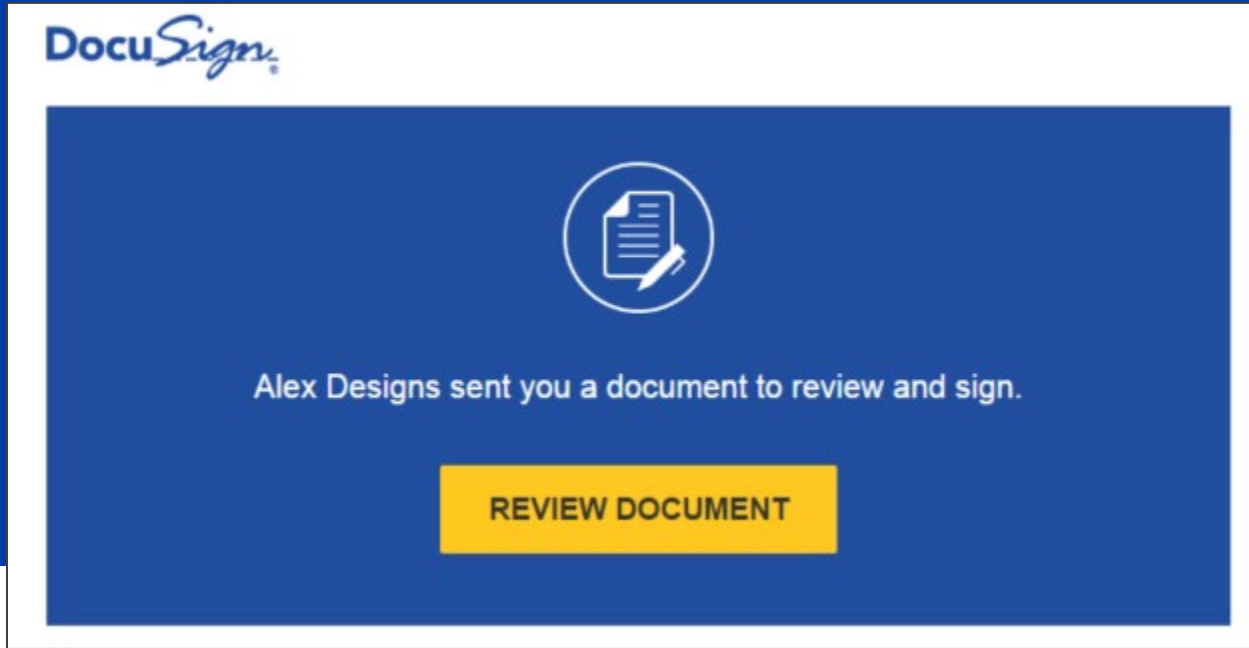 DocuSign®
Alex Designs sent you a document to review and sign.
REVIEW DOCUMENT